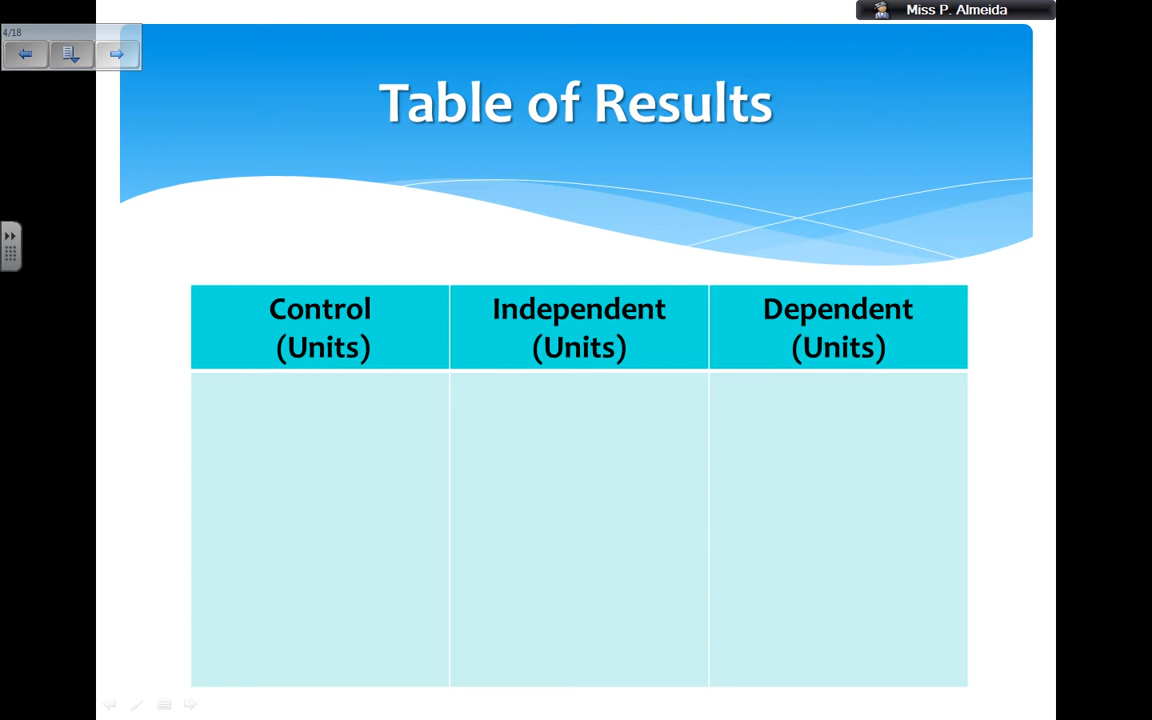 Miss P. Almeida
4/18
Table of Results
Control
(Units)
Independent
(Units)
Dependent
(Units)